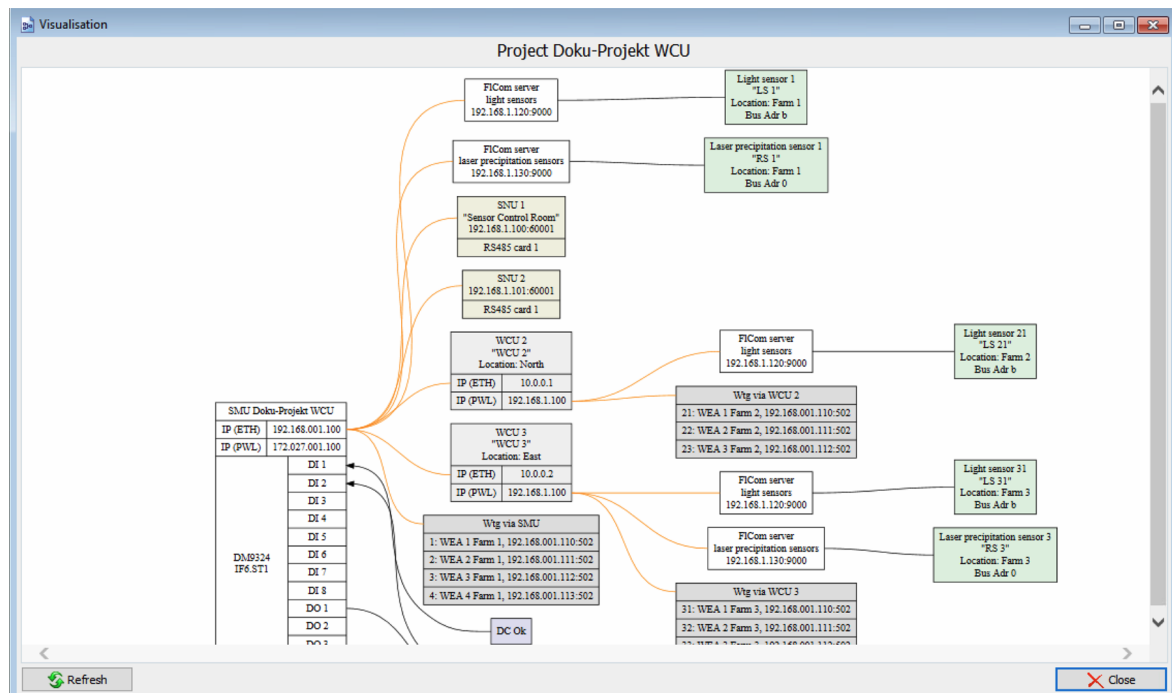 Visualisation
Project Doku-Projekt WCU
FlCom server
light sensors
192.168.1.120:9000
Light sensor 1
"LS 1"
Location: Farm 1
Bus Adr b
FlCom server
laser precipitation sensors
192.168.1.130:9000
Laser precipitation sensor 1
"RS 1"
Location: Farm 1
Bus Adr 0
SNU 1
"Sensor Control Room"
192.168.1.100:60001
RS485 card 1
SNU 2
192.168.1.101:60001
RS485 card 1
WCU 2
"WCU 2"
Location: North
IP (ETH) 10.0.0.1
IP (PWL) 192.168.1.100
FlCom server
light sensors
192.168.1.120:9000
Light sensor 21
"LS 21"
Location: Farm 2
Bus Adr b
Wtg via WCU 2
21: WEA 1 Farm 2, 192.168.001.110:502
22: WEA 2 Farm 2, 192.168.001.111:502
23: WEA 3 Farm 2, 192.168.001.112:502
SMU Doku-Projekt WCU
IP (ETH) 192.168.001.100
IP (PWL) 172.027.001.100
DM9324
IF6.ST1
DI 1
DI 2
DI 3
DI 4
DI 5
DI 6
DI 7
DI 8
DO 1
DO 2
DO 3
WCU 3
"WCU 3"
Location: East
IP (ETH) 10.0.0.2
IP (PWL) 192.168.1.100
FlCom server
light sensors
192.168.1.120:9000
Light sensor 31
"LS 31"
Location: Farm 3
Bus Adr b
Wtg via SMU
1: WEA 1 Farm 1, 192.168.001.110:502
2: WEA 2 Farm 1, 192.168.001.111:502
3: WEA 3 Farm 1, 192.168.001.112:502
4: WEA 4 Farm 1, 192.168.001.113:502
FlCom server
laser precipitation sensors
192.168.1.130:9000
Laser precipitation sensor 3
"RS 3"
Location: Farm 3
Bus Adr 0
Wtg via WCU 3
31: WEA 1 Farm 3, 192.168.001.110:502
32: WEA 2 Farm 3, 192.168.001.111:502
DC Ok
Refresh
Close